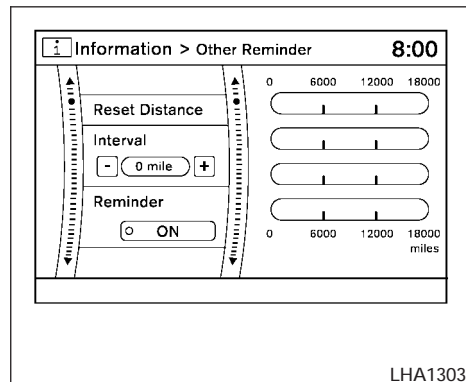 i Information > Other Reminder 8:00
0 6000 12000 18000
Reset Distance
Interval
- 0 mile +
Reminder
ON
0 6000 12000 18000
miles
LHA1303